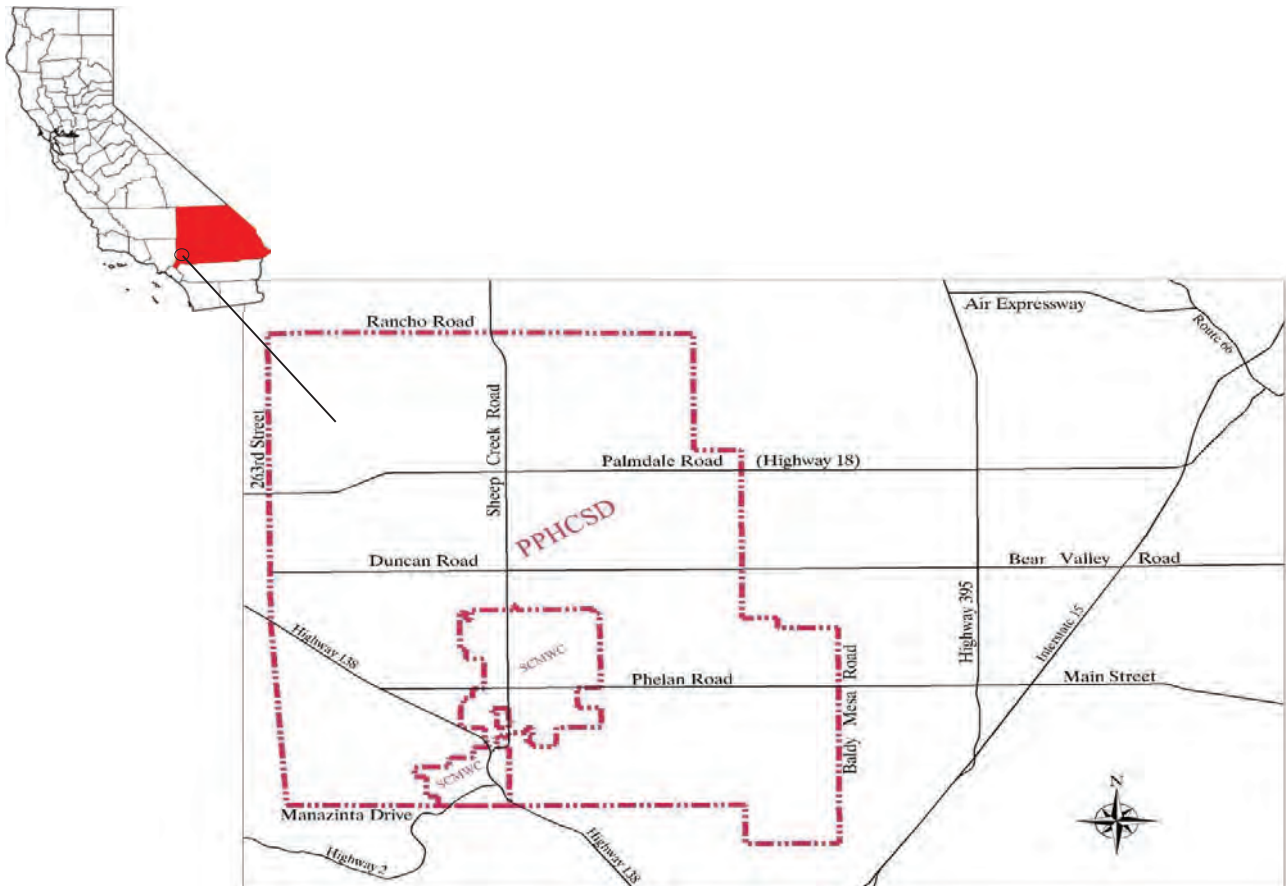 Air Expressway
Rancho Road
Route 66
263rd Street
Sheep Creek Road
Palmdale Road (Highway 18)
PPHCSD
Duncan Road
Bear Valley Road
Highway 395
Interstate 15
Highway 138
SCMWC
Phelan Road
Main Street
Baldy Mesa Road
SCMWC
Manazinta Drive
N
Highway 2
Highway 138